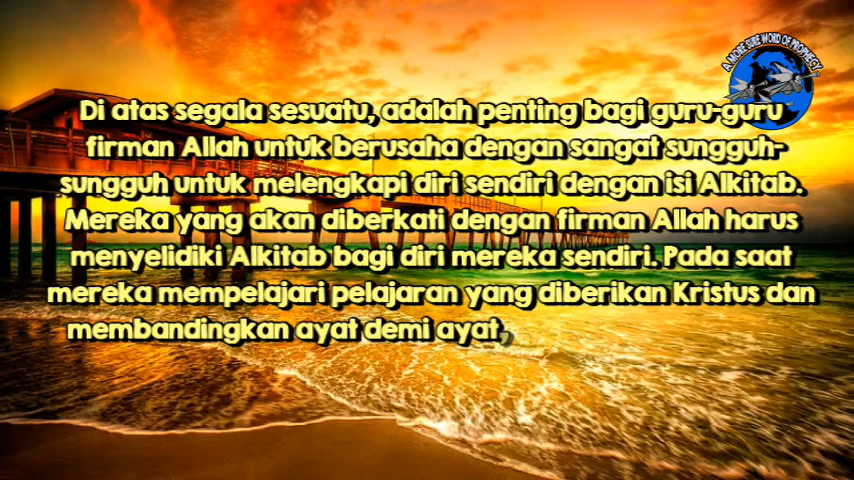 A MORE SURE WORD OF PROPHECY
Di atas segala sesuatu, adalah penting bagi guru-guru
firman Allah untuk berusaha dengan sangat sungguh-
sungguh untuk melengkapi diri sendiri dengan isi Alkitab.
Mereka yang akan diberkati dengan firman Allah harus
menyelidiki Alkitab bagi diri mereka sendiri. Pada saat
mereka mempelajari pelajaran yang diberikan Kristus dan
membandingkan ayat demi ayat,